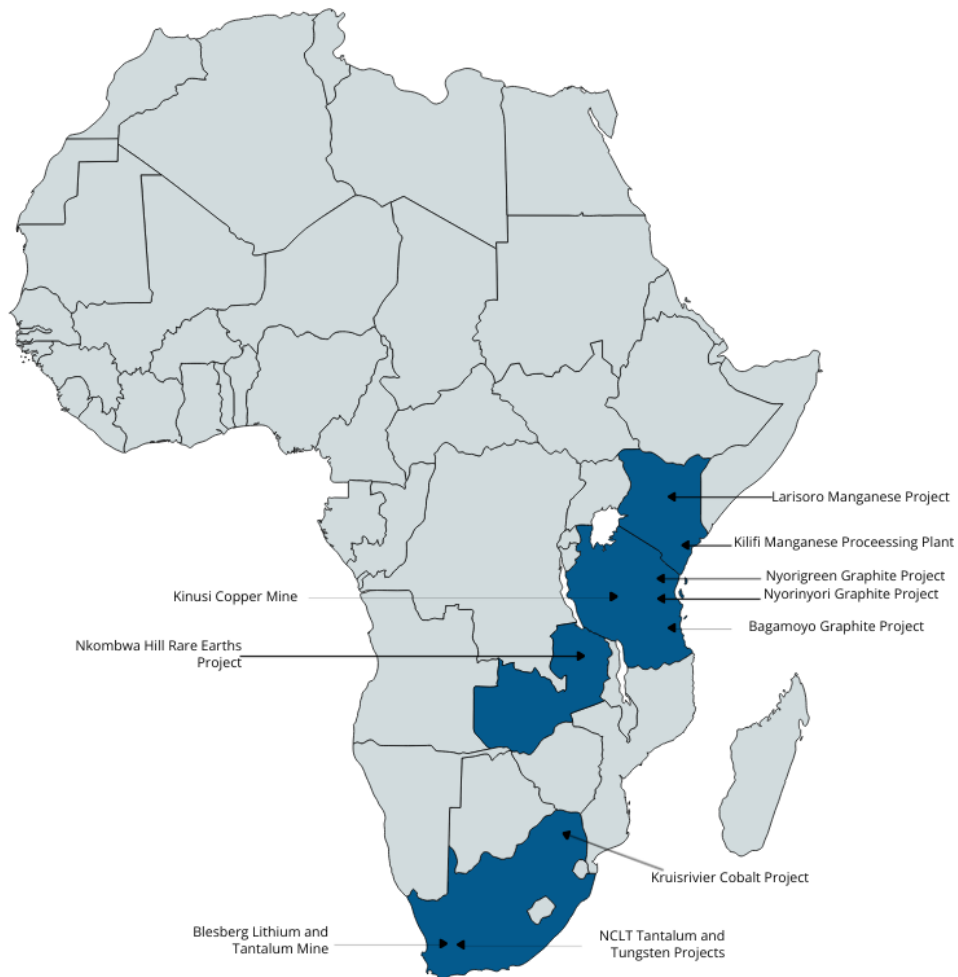 Larisoro Manganese Project
Kilifi Manganese Proceessing Plant
Nyorigreen Graphite Project
Nyorinyori Graphite Project
Kinusi Copper Mine
Bagamoyo Graphite Project
Nkombwa Hill Rare Earths
Project
Kruisrivier Cobalt Project
Blesberg Lithium and
Tantalum Mine
NCLT Tantalum and
Tungsten Projects